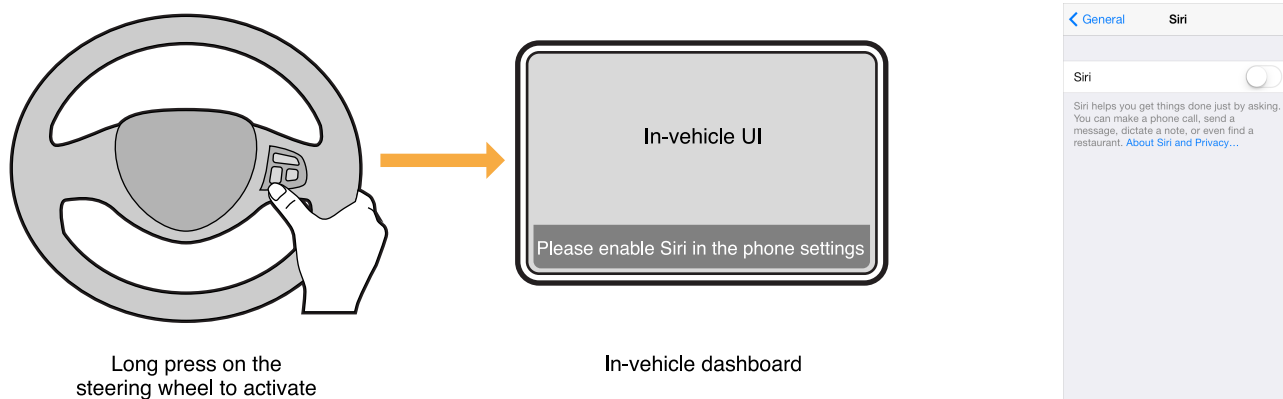 In-vehicle UI
Please enable Siri in the phone settings
Long press on the
steering wheel to activate
In-vehicle dashboard
General
Siri
Siri
Siri helps you get things done just by asking.
You can make a phone call, send a
message, dictate a note, or even find a
restaurant. About Siri and Privacy…